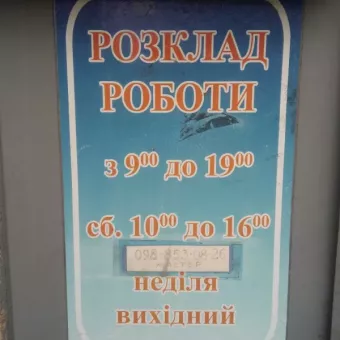 РОЗКЛАД
РОБОТИ
з 9⁰⁰ до 19⁰⁰
сб. 10⁰⁰ до 16⁰⁰
неділя
вихідний